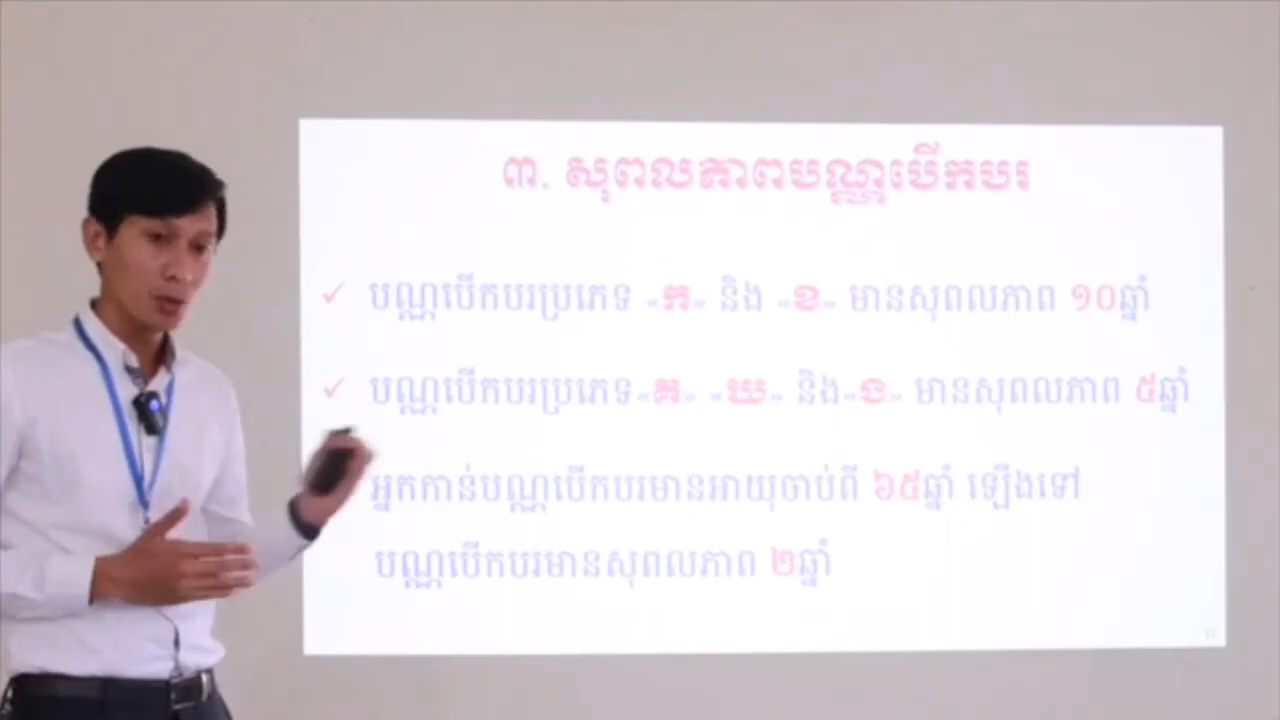 ៣. សុពលភាពបណ្ណបើកបរ
✓ បណ្ណបើកបរប្រភេទ «ក» និង «ខ» មានសុពលភាព ១០ឆ្នាំ
✓ បណ្ណបើកបរប្រភេទ«គ» «ឃ» និង«ង» មានសុពលភាព ៥ឆ្នាំ
អ្នកកាន់បណ្ណបើកបរមានអាយុចាប់ពី ៦៥ឆ្នាំ ឡើងទៅ
បណ្ណបើកបរមានសុពលភាព ២ឆ្នាំ